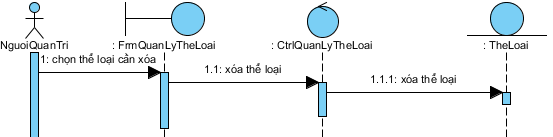 NguoiQuanTri
: FmQuanLyTheLoai
: CtrlQuanLyTheLoai
: TheLoai
1: chọn thể loại cần xóa
1.1: xóa thể loại
1.1.1: xóa thể loại